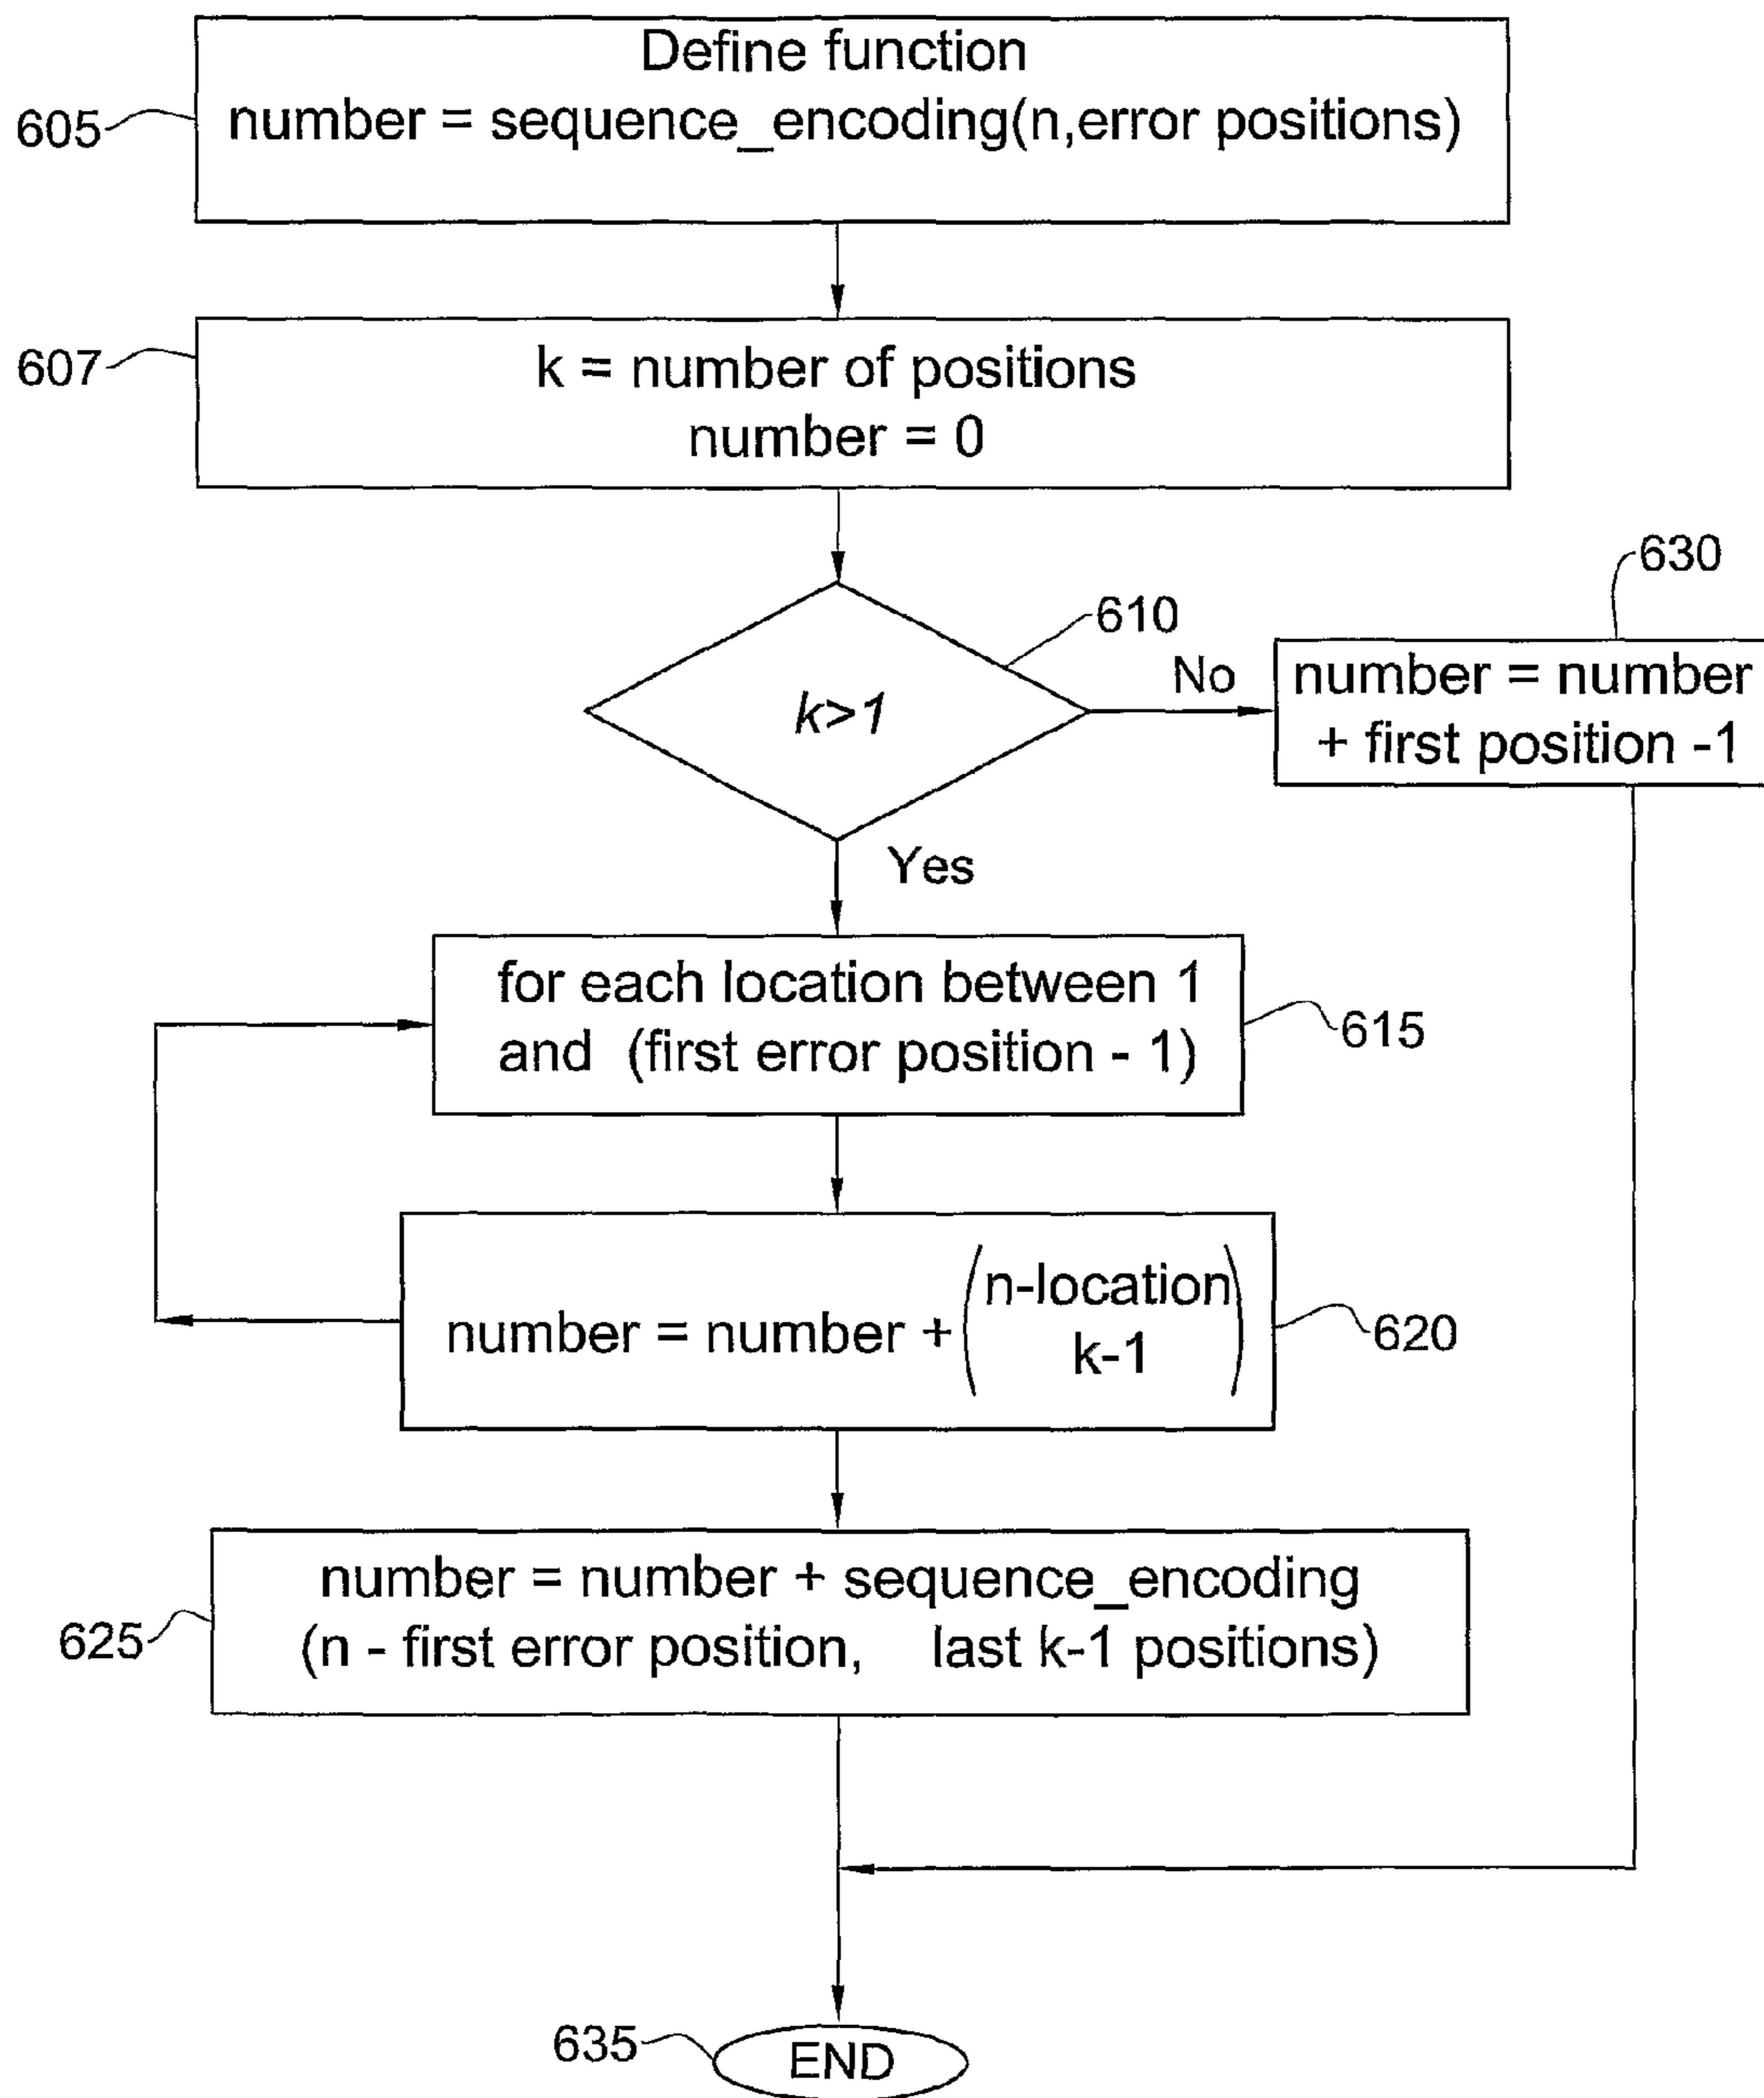 Define function
605
number = sequence_encoding(n,error positions)
607
k = number of positions
number = 0
610
630
k>1
No
number = number
+ first position -1
Yes
for each location between 1
and (first error position - 1)
615
number = number + (n-location
k-1)
620
number = number + sequence_encoding
(n - first error position, last k-1 positions)
625
635
END